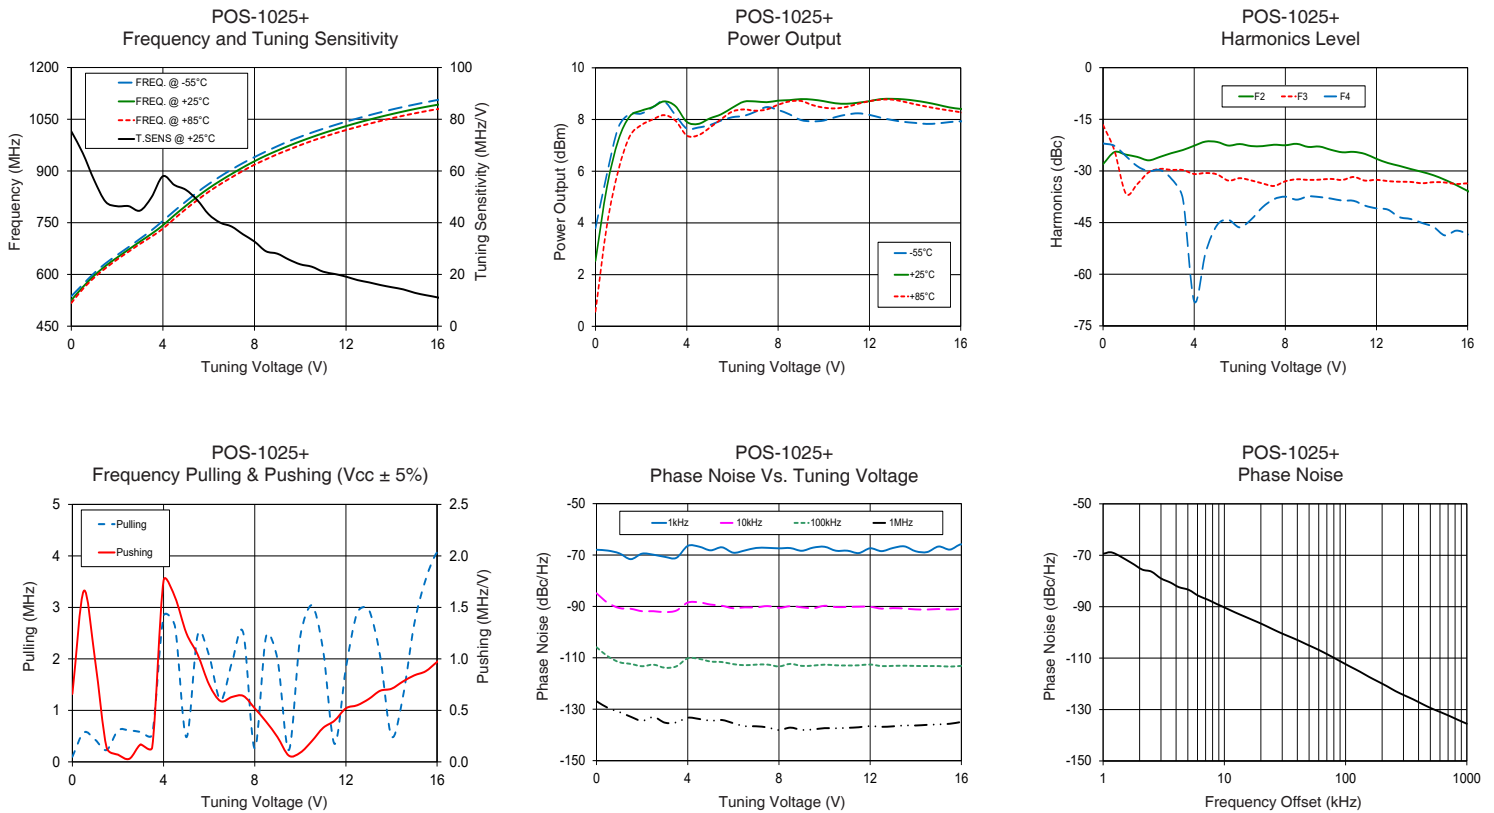 POS-1025+
Frequency and Tuning Sensitivity
1200
1050
900
750
600
450
100
80
60
40
20
0
FREQ. @ -55°C
FREQ. @ +25°C
FREQ. @ +85°C
T.SENS @ +25°C
Frequency (MHz)
Tuning Sensitivity (MHz/V)
0 4 8 12 16
Tuning Voltage (V)
POS-1025+
Power Output
10
8
6
4
2
0
Power Output (dBm)
-55°C
+25°C
+85°C
0 4 8 12 16
Tuning Voltage (V)
POS-1025+
Harmonics Level
0
-15
-30
-45
-60
-75
Harmonics (dBc)
F2 F3 F4
0 4 8 12 16
Tuning Voltage (V)
POS-1025+
Frequency Pulling & Pushing (Vcc ± 5%)
5
4
3
2
1
0
2.5
2.0
1.5
1.0
0.5
0.0
Pulling
Pushing
Pulling (MHz)
Pushing (MHz/V)
0 4 8 12 16
Tuning Voltage (V)
POS-1025+
Phase Noise Vs. Tuning Voltage
-50
-70
-90
-110
-130
-150
Phase Noise (dBc/Hz)
1kHz 10kHz 100kHz 1MHz
0 4 8 12 16
Tuning Voltage (V)
POS-1025+
Phase Noise
-50
-70
-90
-110
-130
-150
Phase Noise (dBc/Hz)
1 10 100 1000
Frequency Offset (kHz)